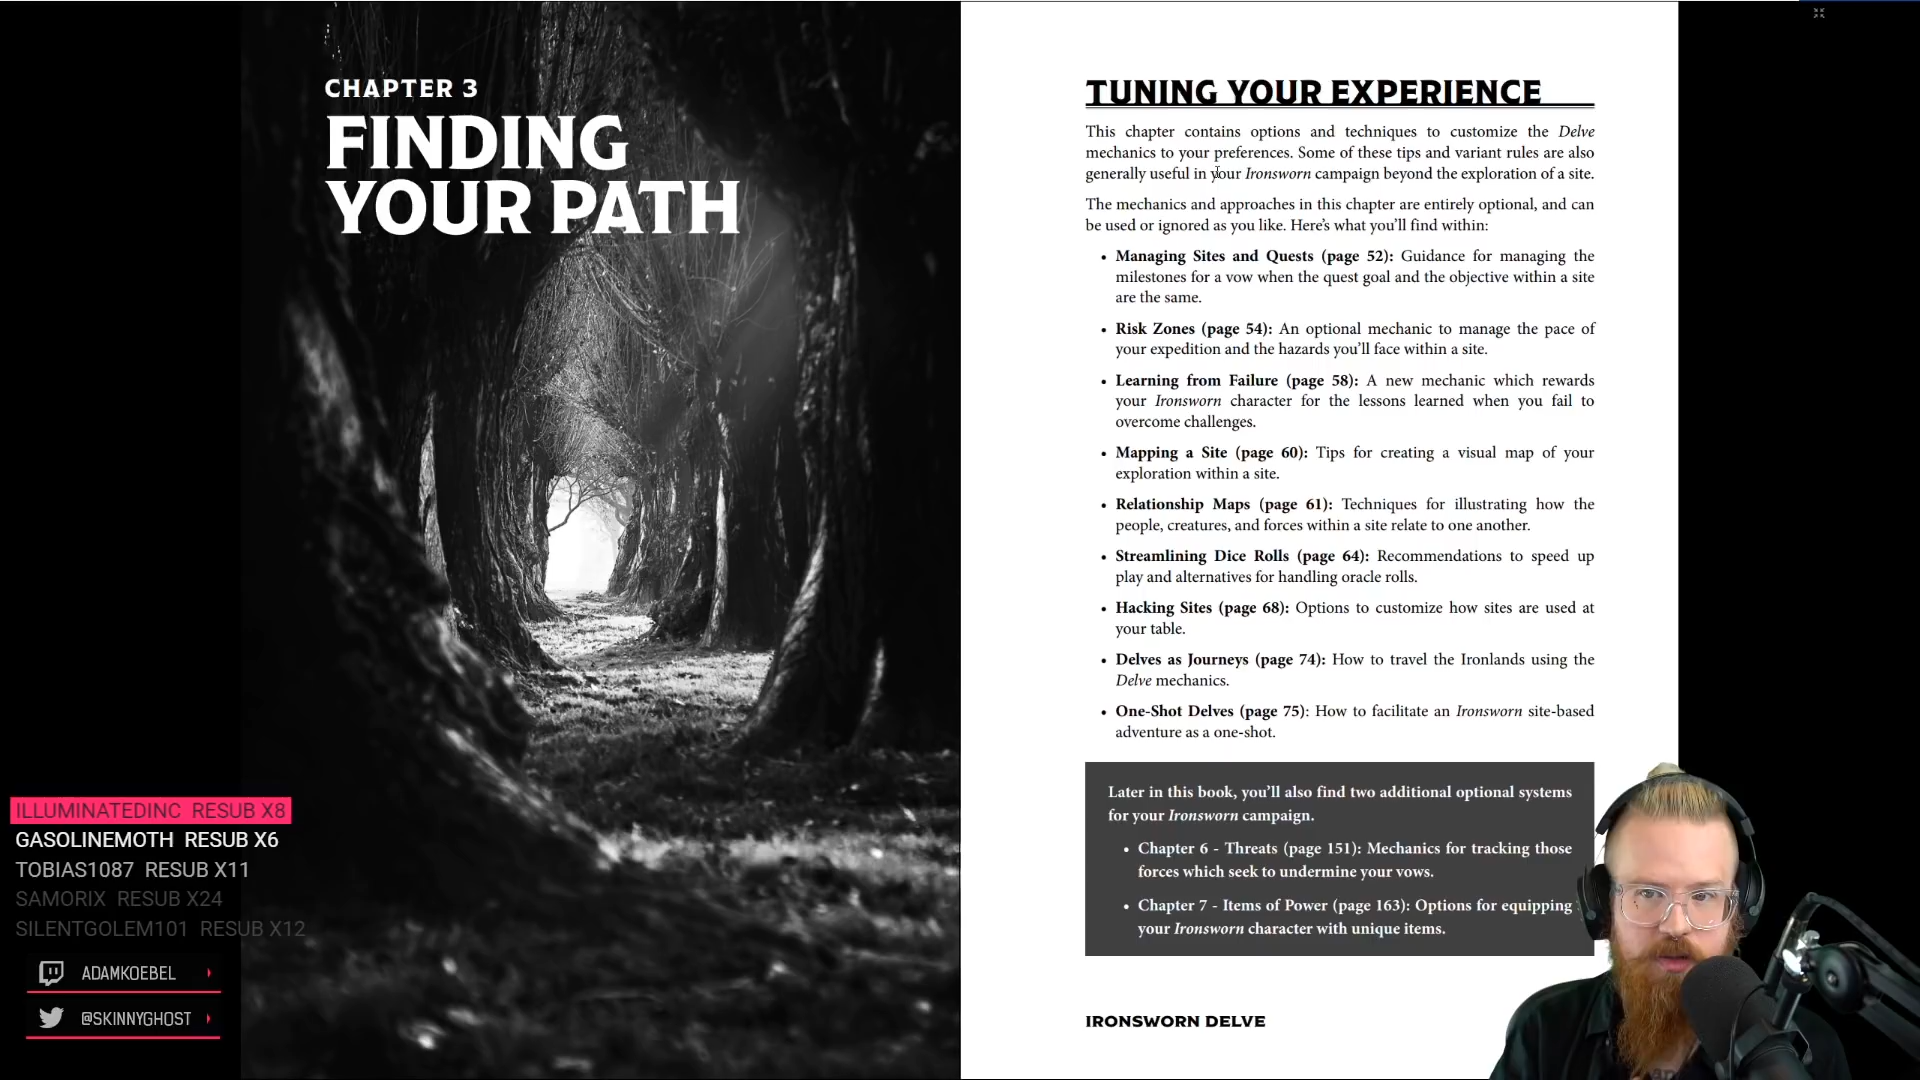 CHAPTER 3
FINDING
YOUR PATH
TUNING YOUR EXPERIENCE
This chapter contains options and techniques to customize the Delve
mechanics to your preferences. Some of these tips and variant rules are also
generally useful in your Ironsworn campaign beyond the exploration of a site.
The mechanics and approaches in this chapter are entirely optional, and can
be used or ignored as you like. Here’s what you’ll find within:
• Managing Sites and Quests (page 52): Guidance for managing the
milestones for a vow when the quest goal and the objective within a site
are the same.
• Risk Zones (page 54): An optional mechanic to manage the pace of
your expedition and the hazards you’ll face within a site.
• Learning from Failure (page 58): A new mechanic which rewards
your Ironsworn character for the lessons learned when you fail to
overcome challenges.
• Mapping a Site (page 60): Tips for creating a visual map of your
exploration within a site.
• Relationship Maps (page 61): Techniques for illustrating how the
people, creatures, and forces within a site relate to one another.
• Streamlining Dice Rolls (page 64): Recommendations to speed up
play and alternatives for handling oracle rolls.
• Hacking Sites (page 68): Options to customize how sites are used at
your table.
• Delves as Journeys (page 74): How to travel the Ironlands using the
Delve mechanics.
• One-Shot Delves (page 75): How to facilitate an Ironsworn site-based
adventure as a one-shot.
Later in this book, you’ll also find two additional optional systems
for your Ironsworn campaign.
• Chapter 6 - Threats (page 151): Mechanics for tracking those
forces which seek to undermine your vows.
• Chapter 7 - Items of Power (page 163): Options for equipping
your Ironsworn character with unique items.
IRONSWORN DELVE
ILLUMINATEDINC RESUB X8
GASOLINEMOTH RESUB X6
TOBIAS1087 RESUB X11
SAMORIX RESUB X24
SILENTGOLEM101 RESUB X12
ADAMKOEBEL
@SKINNYGHOST